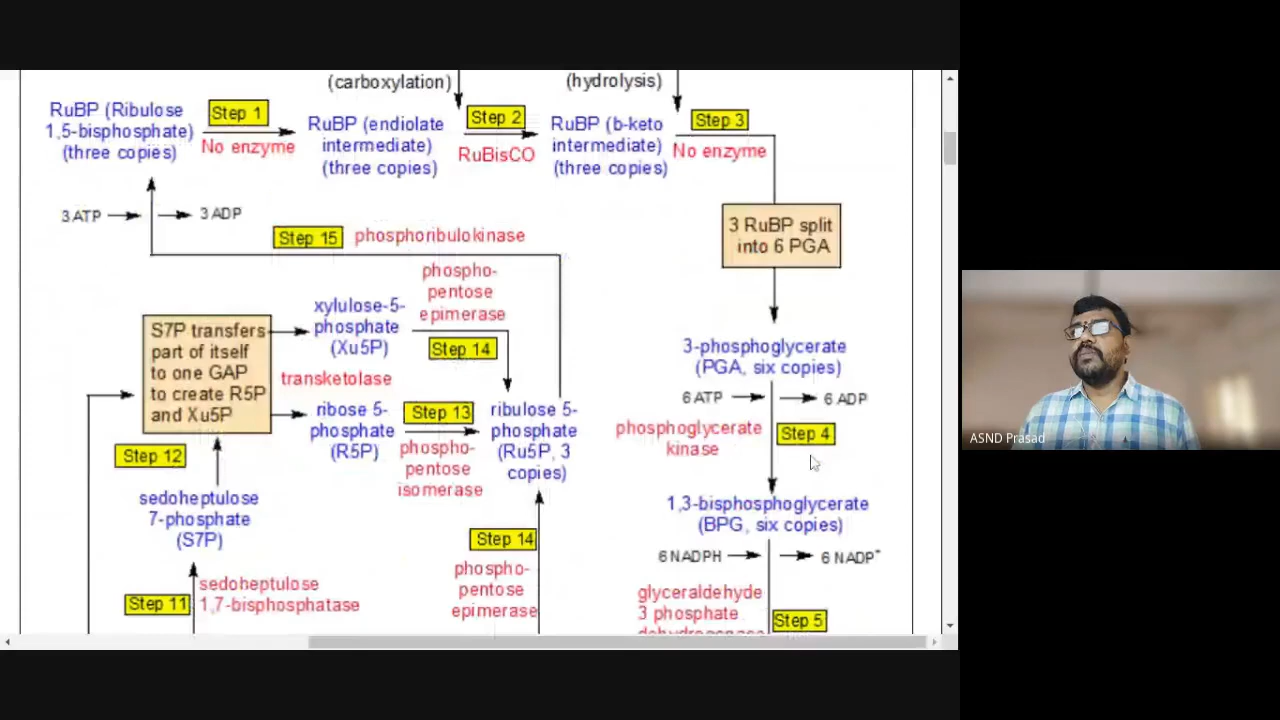 (carboxylation)
(hydrolysis)
RuBP (Ribulose
1,5-bisphosphate)
(three copies)
Step 1
No enzyme
RuBP (endiolate
intermediate)
(three copies)
Step 2
RuBisCO
RuBP (b-keto
intermediate)
(three copies)
Step 3
No enzyme
3 ATP
3 ADP
Step 15
phosphoribulokinase
3 RuBP split
into 6 PGA
phospho-
pentose
epimerase
xylulose-5-
phosphate
(Xu5P)
Step 14
S7P transfers
part of itself
to one GAP
to create R5P
and Xu5P
transketolase
ribose 5-
phosphate
(R5P)
Step 13
phospho-
pentose
isomerase
ribulose 5-
phosphate
(Ru5P, 3
copies)
3-phosphoglycerate
(PGA, six copies)
6 ATP
6 ADP
phosphoglycerate
kinase
Step 4
Step 12
sedoheptulose
7-phosphate
(S7P)
1,3-bisphosphoglycerate
(BPG, six copies)
Step 14
phospho-
pentose
epimerase
6 NADPH
6 NADP+
Step 11
sedoheptulose
1,7-bisphosphatase
glyceraldehyde
3 phosphate
dehydrogenase
Step 5
ASND Prasad